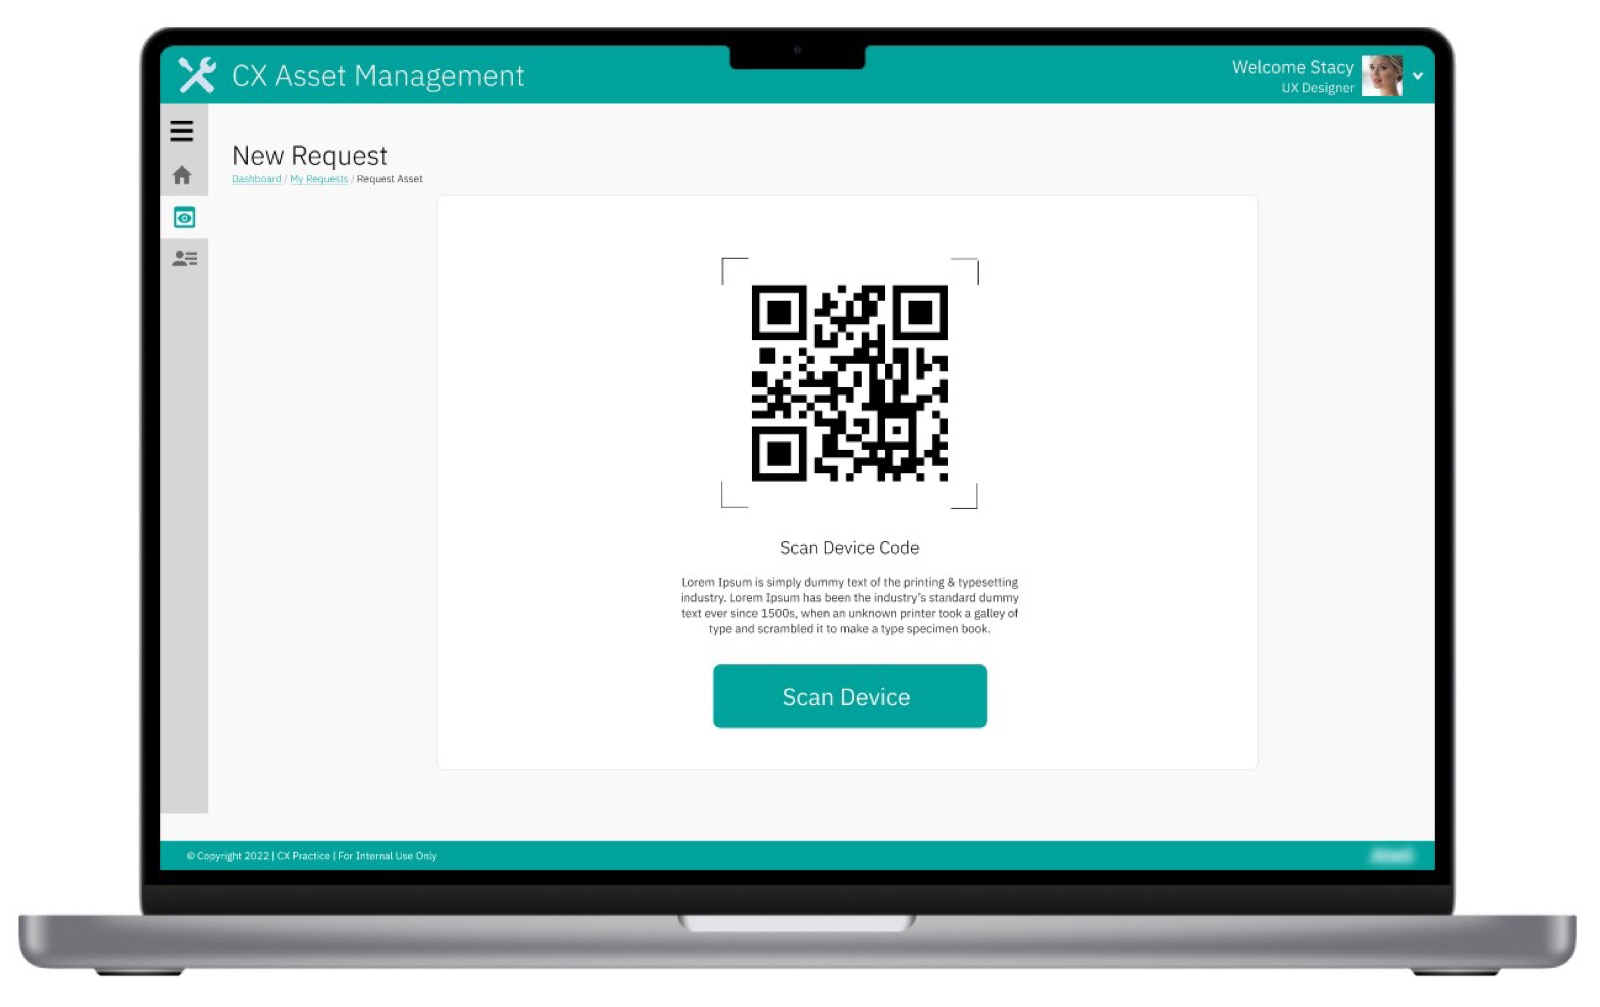 CX Asset Management
Welcome Stacy
UX Designer
New Request
Dashboard / My Requests / Request Asset
Scan Device Code
Lorem Ipsum is simply dummy text of the printing & typesetting
industry. Lorem Ipsum has been the industry's standard dummy
text ever since 1500s, when an unknown printer took a galley of
type and scrambled it to make a type specimen book.
Scan Device
© Copyright 2022 | CX Practice | For Internal Use Only